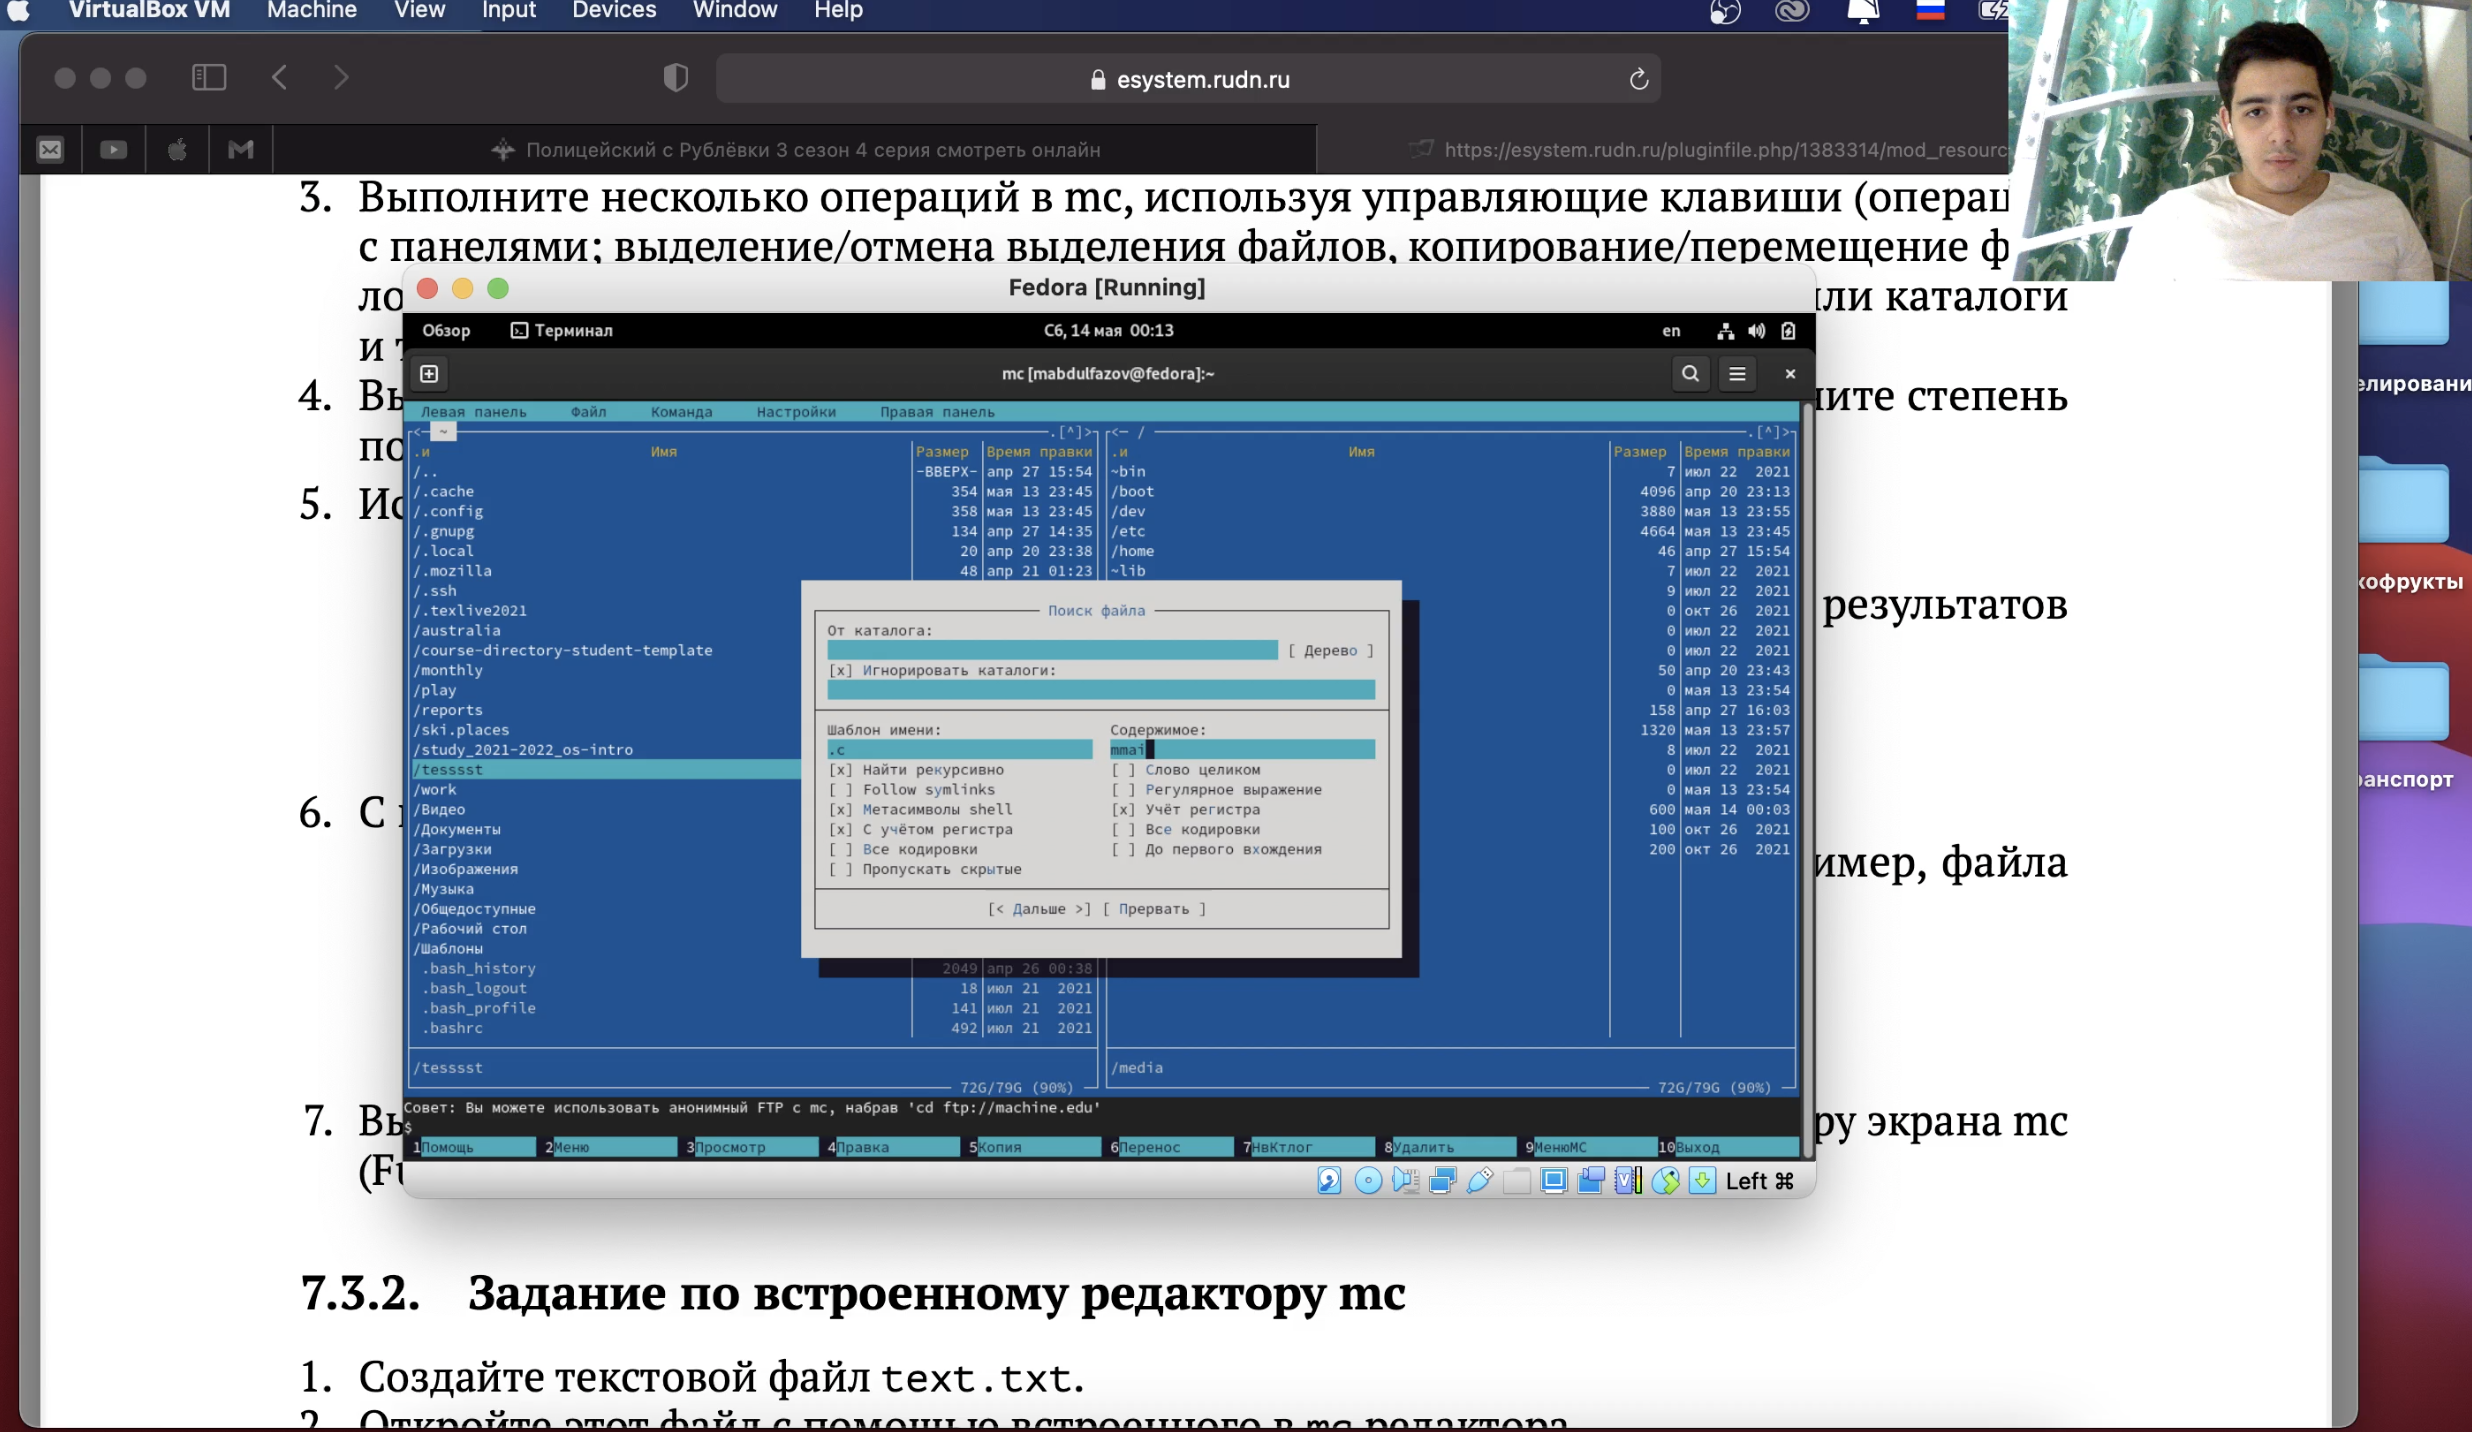 VirtualBox VM Machine View Input Devices Window Help
esystem.rudn.ru
Полицейский с Рублёвки 3 сезон 4 серия смотреть онлайн
https://esystem.rudn.ru/pluginfile.php/1383314/mod_resourc
3. Выполните несколько операций в mc, используя управляющие клавиши (операц
с панелями; выделение/отмена выделения файлов, копирование/перемещение ф
ло
ли каталоги
и т
4. Вы
ите степень
по
5. Ис
результатов
6. С
имер, файла
7. Вы
ру экрана mc
(Fu
елировани
кофрукты
ранспорт
Fedora [Running]
Обзор Терминал Сб, 14 мая 00:13 en
mc [mabdulfazov@fedora]:~
Левая панель Файл Команда Настройки Правая панель
<- ~ .[^]> <- / .[^]>
.и Имя Размер Время правки .и Имя Размер Время правки
/.. -ВВЕРХ- апр 27 15:54 ~bin 7 июл 22 2021
/.cache 354 мая 13 23:45 /boot 4096 апр 20 23:13
/.config 358 мая 13 23:45 /dev 3880 мая 13 23:55
/.gnupg 134 апр 27 14:35 /etc 4664 мая 13 23:45
/.local 20 апр 20 23:38 /home 46 апр 27 15:54
/.mozilla 48 апр 21 01:23 ~lib 7 июл 22 2021
/.ssh 9 июл 22 2021
/.texlive2021 0 окт 26 2021
/australia 0 июл 22 2021
/course-directory-student-template 0 июл 22 2021
/monthly 50 апр 20 23:43
/play 0 мая 13 23:54
/reports 158 апр 27 16:03
/ski.places 1320 мая 13 23:57
/study_2021-2022_os-intro 8 июл 22 2021
/tesssst 0 июл 22 2021
/work 0 мая 13 23:54
/Видео 600 мая 14 00:03
/Документы 100 окт 26 2021
/Загрузки 200 окт 26 2021
/Изображения
/Музыка
/Общедоступные
/Рабочий стол
/Шаблоны
.bash_history 2049 апр 26 00:38
.bash_logout 18 июл 21 2021
.bash_profile 141 июл 21 2021
.bashrc 492 июл 21 2021
/tesssst /media
72G/79G (90%) 72G/79G (90%)
Поиск файла
От каталога:
[ Дерево ]
[x] Игнорировать каталоги:
Шаблон имени: Содержимое:
.c mmai
[x] Найти рекурсивно [ ] Слово целиком
[ ] Follow symlinks [ ] Регулярное выражение
[x] Метасимволы shell [x] Учёт регистра
[x] С учётом регистра [ ] Все кодировки
[ ] Все кодировки [ ] До первого вхождения
[ ] Пропускать скрытые
[< Дальше >] [ Прервать ]
Совет: Вы можете использовать анонимный FTP с mc, набрав 'cd ftp://machine.edu'
$
1Помощь 2Меню 3Просмотр 4Правка 5Копия 6Перенос 7НвКтлог 8Удалить 9МенюМС 10Выход
Left ⌘
7.3.2. Задание по встроенному редактору mc
1. Создайте текстовой файл text.txt.
2. Откройте этот файл с помощью встроенного в mc редактора